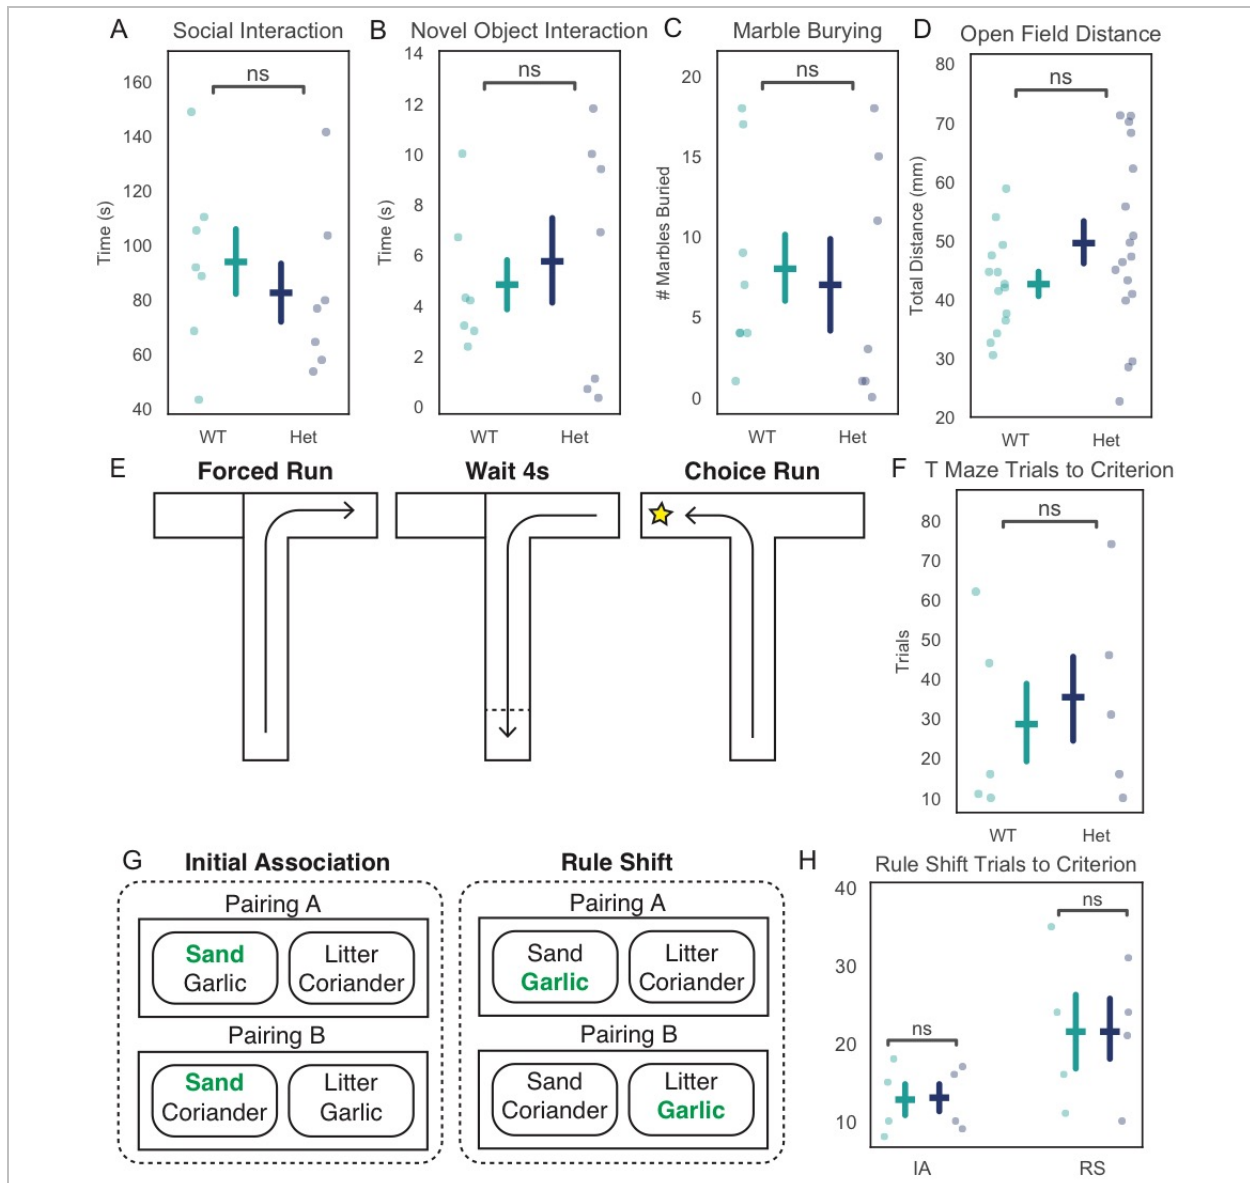 A Social Interaction
ns
Time (s)
160
140
120
100
80
60
40
WT Het
B Novel Object Interaction
ns
Time (s)
14
12
10
8
6
4
2
0
WT Het
C Marble Burying
ns
# Marbles Buried
20
15
10
5
0
WT Het
D Open Field Distance
ns
Total Distance (mm)
80
70
60
50
40
30
20
WT Het
E Forced Run Wait 4s Choice Run
F T Maze Trials to Criterion
ns
Trials
80
70
60
50
40
30
20
10
WT Het
G Initial Association
Pairing A
Sand Litter
Garlic Coriander
Pairing B
Sand Litter
Coriander Garlic
Rule Shift
Pairing A
Sand Litter
Garlic Coriander
Pairing B
Sand Litter
Coriander Garlic
H Rule Shift Trials to Criterion
ns
ns
40
30
20
10
IA RS